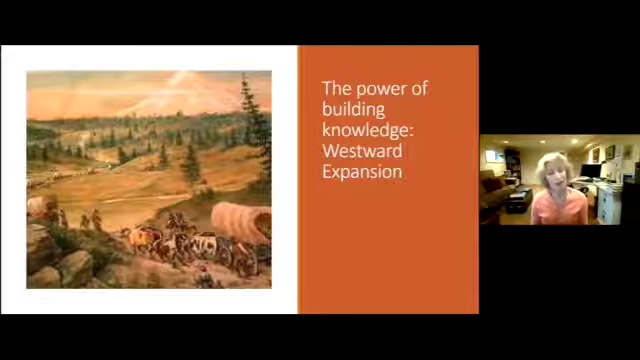 The power of
building
knowledge:
Westward
Expansion